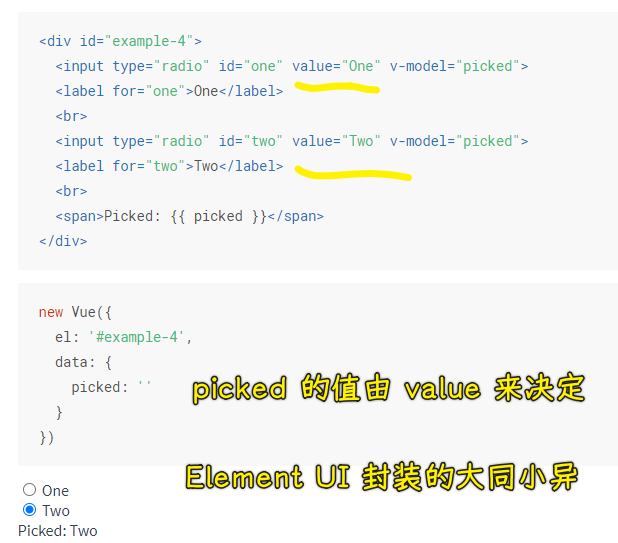 <div id="example-4">
<input type="radio" id="one" value="One" v-model="picked">
<label for="one">One</label>
<br>
<input type="radio" id="two" value="Two" v-model="picked">
<label for="two">Two</label>
<br>
<span>Picked: {{ picked }}</span>
</div>
new Vue({
el: '#example-4',
data: {
picked: ''
}
})
picked 的值由 value 来决定
Element UI 封装的大同小异
One
Two
Picked: Two